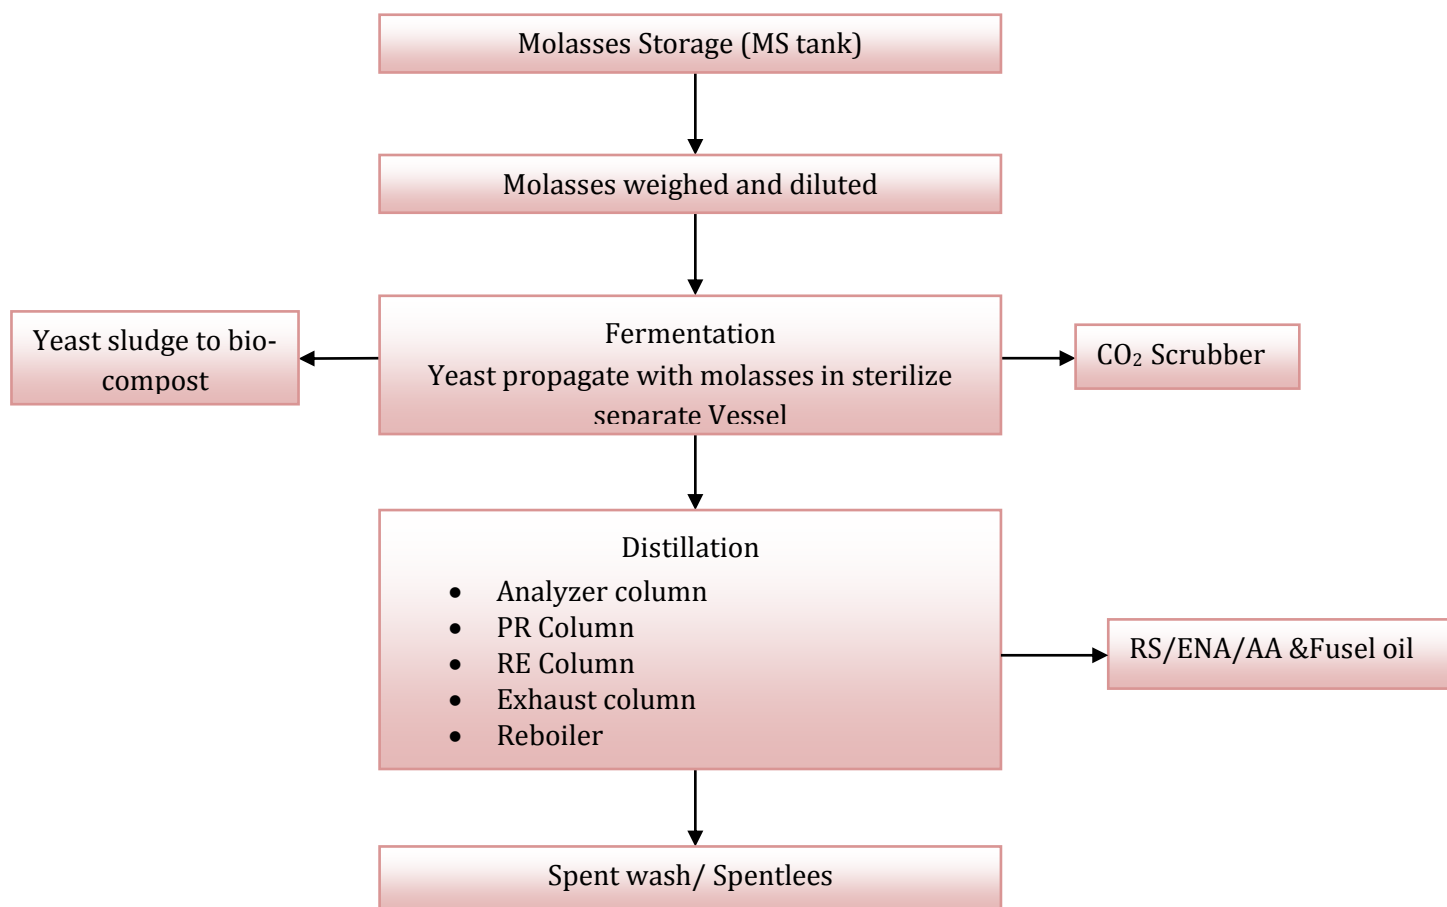 Molasses Storage (MS tank)
Molasses weighed and diluted
Yeast sludge to bio-
compost
Fermentation
Yeast propagate with molasses in sterilize
separate Vessel
CO₂ Scrubber
Distillation
• Analyzer column
• PR Column
• RE Column
• Exhaust column
• Reboiler
RS/ENA/AA &Fusel oil
Spent wash/ Spentlees